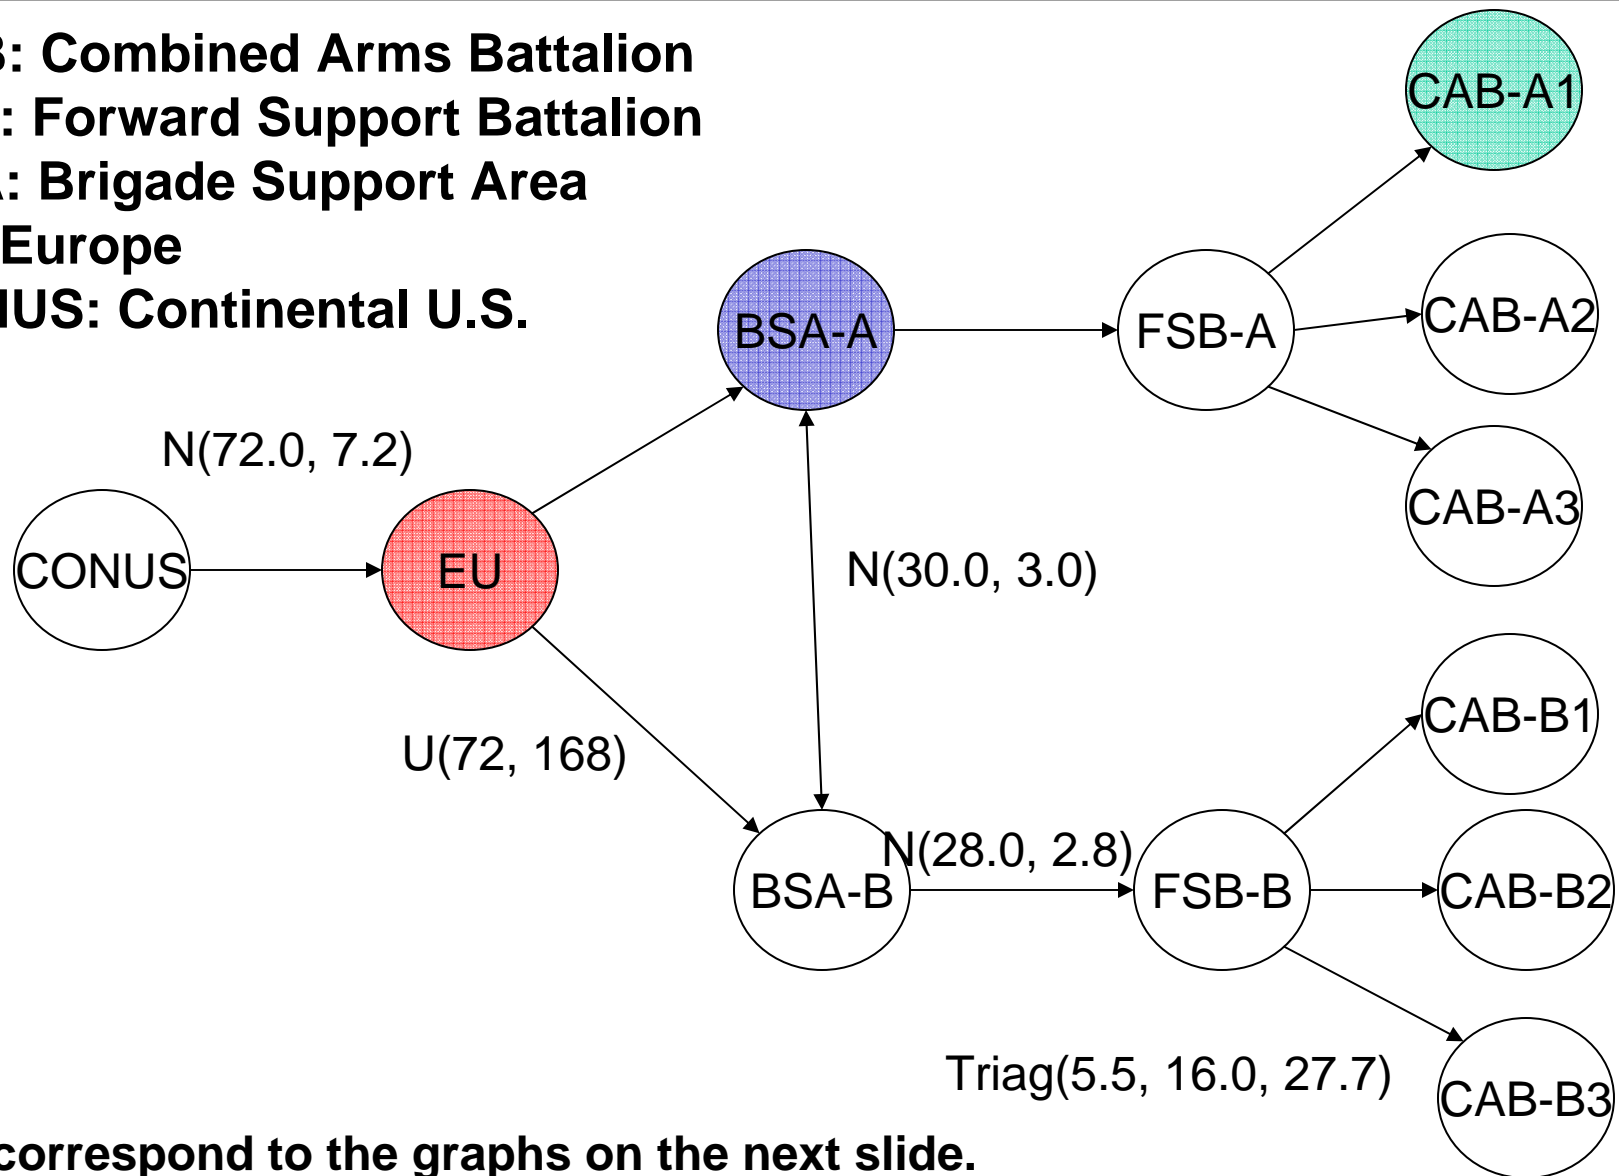 : Combined Arms Battalion
: Forward Support Battalion
: Brigade Support Area
Europe
NUS: Continental U.S.
CAB-A1
BSA-A
FSB-A
CAB-A2
N(72.0, 7.2)
CAB-A3
CONUS
EU
N(30.0, 3.0)
CAB-B1
U(72, 168)
N(28.0, 2.8)
BSA-B
FSB-B
CAB-B2
Triag(5.5, 16.0, 27.7)
CAB-B3
correspond to the graphs on the next slide.